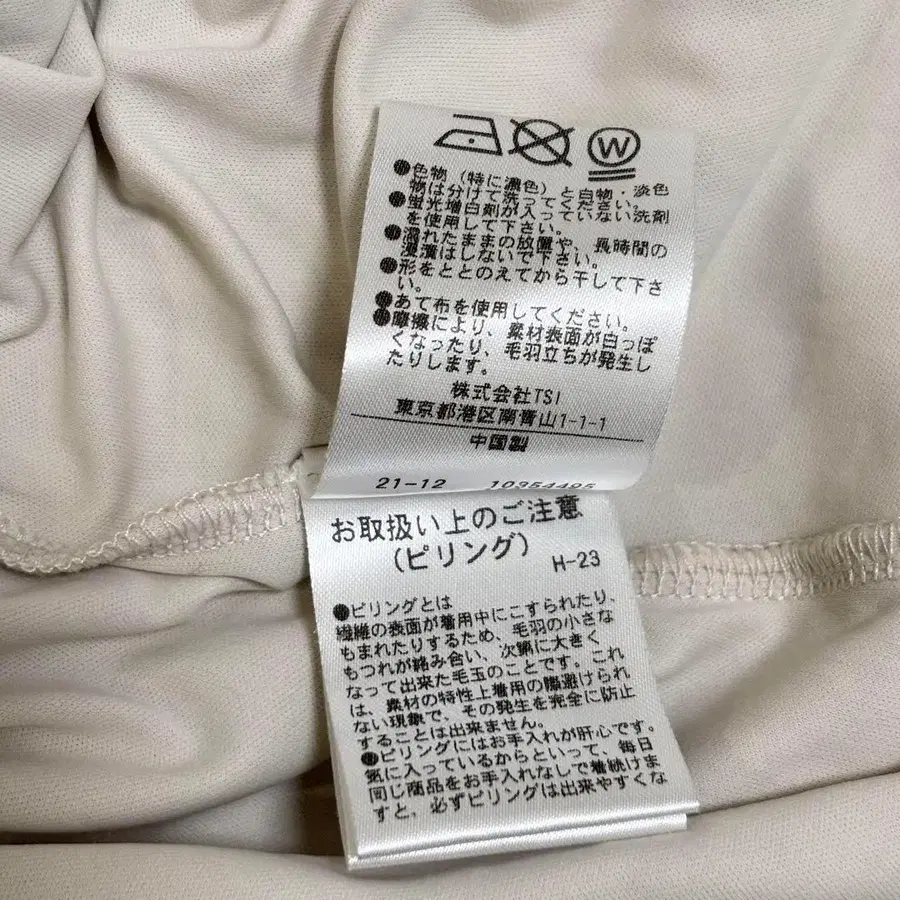 W
●色物(特に濃色)と白物・淡色
物は分けて洗ってください。
●蛍光増白剤が入っていない洗剤
を使用して下さい。
●濡れたままの放置や、長時間の
浸漬はしないで下さい。
●形をととのえてから干して下さ
い。
●あて布を使用してください。
●摩擦により、素材表面が白っぽ
くなったり、毛羽立ちが発生し
たりします。
株式会社TSI
東京都港区南青山1-1-1
中国製
21-12 10354495
お取扱い上のご注意
(ピリング)
H-23
●ピリングとは
繊維の表面が着用中にこすられたり、
もまれたりするため、毛羽の小さな
もつれが絡み合い、次第に大きく
なって出来た毛玉のことです。これ
は、素材の特性上着用の際避けられ
ない現象で、その発生を完全に防止
することは出来ません。
●ピリングにはお手入れが肝心です。
気に入っているからといって、毎日
同じ商品をお手入れなしで着続けま
すと、必ずピリングは出来やすくな